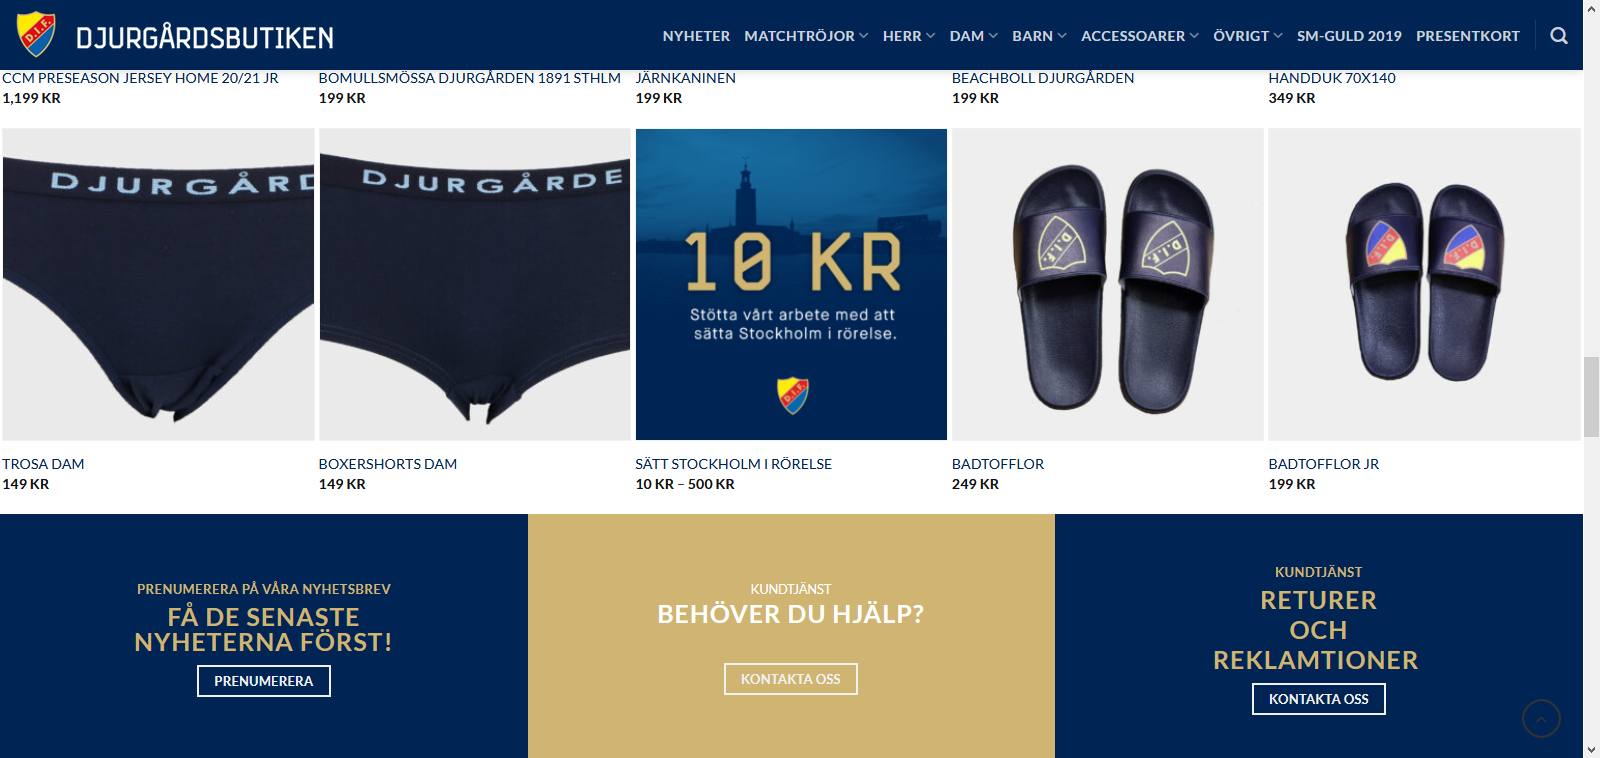 D.I.F.
DJURGÅRDSBUTIKEN
NYHETER MATCHTRÖJOR HERR DAM BARN ACCESSOARER ÖVRIGT SM-GULD 2019 PRESENTKORT
CCM PRESEASON JERSEY HOME 20/21 JR
1,199 KR
BOMULLSMÖSSA DJURGÅRDEN 1891 STHLM
199 KR
JÄRNKANINEN
199 KR
BEACHBOLL DJURGÅRDEN
199 KR
HANDDUK 70X140
349 KR
DJURGÅRD
DJURGÅRDE
10 KR
Stötta vårt arbete med att
sätta Stockholm i rörelse.
D.I.F.
D.I.F.
D.I.F.
D.I.F.
D.I.F.
TROSA DAM
149 KR
BOXERSHORTS DAM
149 KR
SÄTT STOCKHOLM I RÖRELSE
10 KR – 500 KR
BADTOFFLOR
249 KR
BADTOFFLOR JR
199 KR
PRENUMERERA PÅ VÅRA NYHETSBREV
FÅ DE SENASTE
NYHETERNA FÖRST!
PRENUMERERA
KUNDTJÄNST
BEHÖVER DU HJÄLP?
KONTAKTA OSS
KUNDTJÄNST
RETURER
OCH
REKLAMTIONER
KONTAKTA OSS